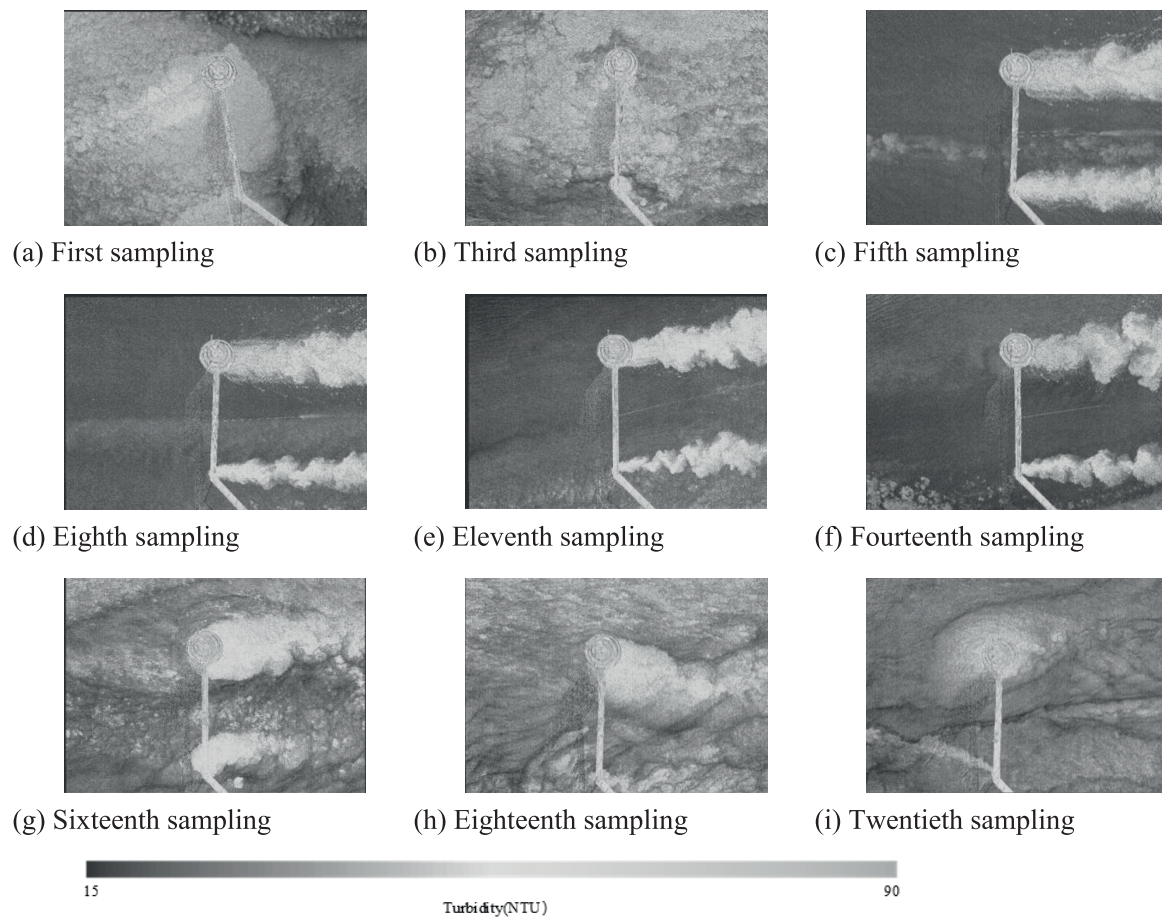 (a) First sampling
(b) Third sampling
(c) Fifth sampling
(d) Eighth sampling
(e) Eleventh sampling
(f) Fourteenth sampling
(g) Sixteenth sampling
(h) Eighteenth sampling
(i) Twentieth sampling
15 90
Turbidity(NTU)